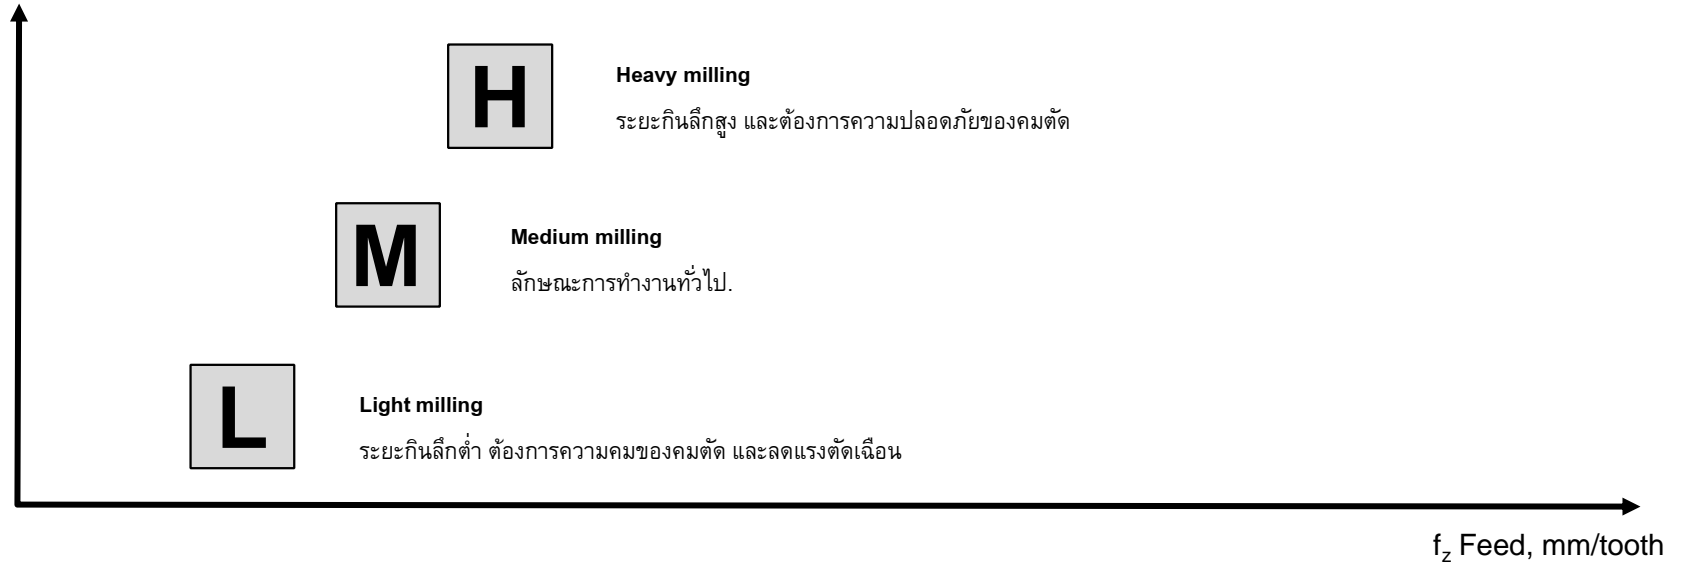 H
Heavy milling
ระยะกินลึกสูง และต้องการความปลอดภัยของคมตัด
M
Medium milling
ลักษณะการทำงานทั่วไป.
L
Light milling
ระยะกินลึกต่ำ ต้องการความคมของคมตัด และลดแรงตัดเฉือน
fz Feed, mm/tooth